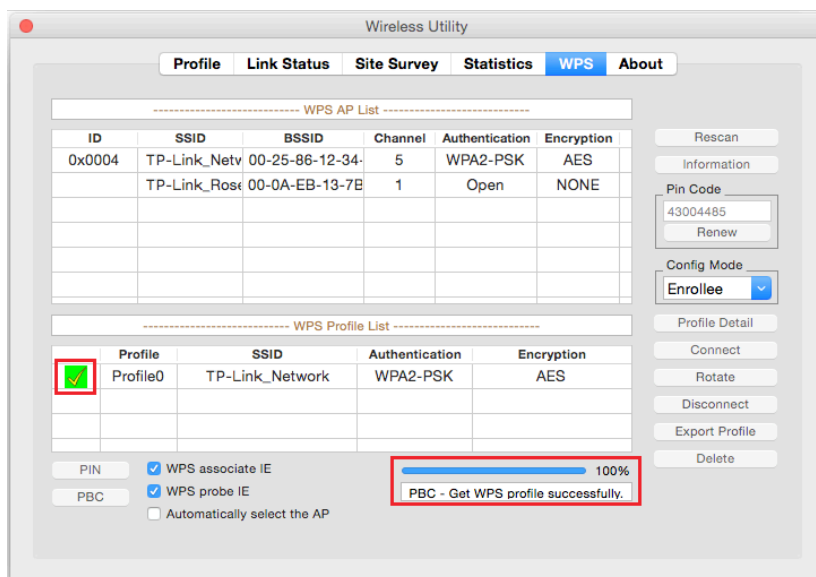 Wireless Utility
Profile Link Status Site Survey Statistics WPS About
---------------------------- WPS AP List ----------------------------
ID SSID BSSID Channel Authentication Encryption
0x0004 TP-Link_Netw 00-25-86-12-34- 5 WPA2-PSK AES
TP-Link_Rose 00-0A-EB-13-7B 1 Open NONE
Rescan
Information
Pin Code
43004485
Renew
Config Mode
Enrollee
---------------------------- WPS Profile List ----------------------------
Profile SSID Authentication Encryption
Profile0 TP-Link_Network WPA2-PSK AES
Profile Detail
Connect
Rotate
Disconnect
Export Profile
Delete
PIN
PBC
WPS associate IE
WPS probe IE
Automatically select the AP
100%
PBC - Get WPS profile successfully.